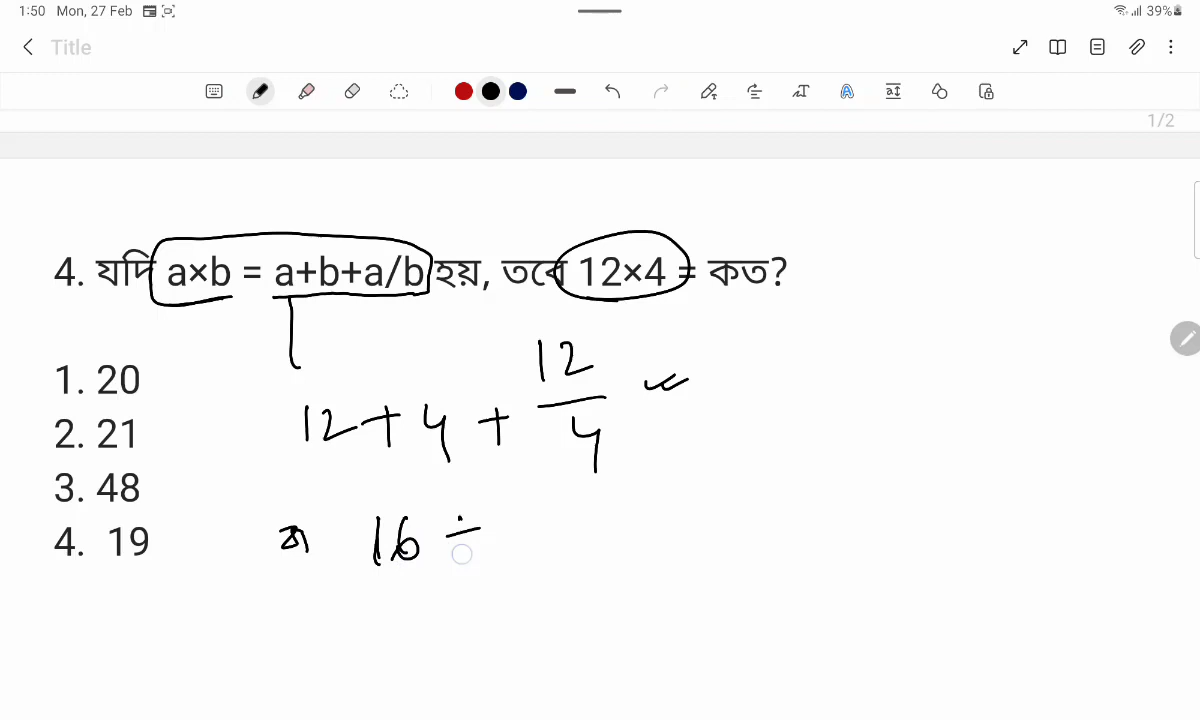 1:50 Mon, 27 Feb 39%
Title
1/2
4. যদি a×b = a+b+a/b হয়, তবে 12×4 = কত?
1. 20
2. 21
3. 48
4. 19
12 + 4 + 12/4
বা 16 ÷